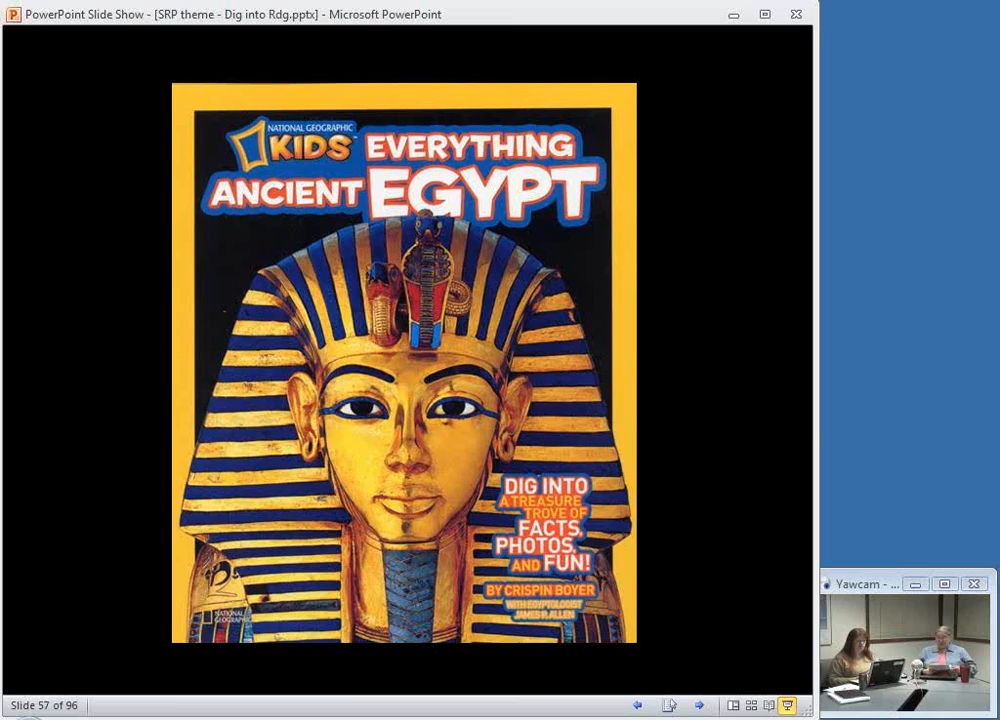 PowerPoint Slide Show - [SRP theme - Dig into Rdg.pptx] - Microsoft PowerPoint
NATIONAL GEOGRAPHIC
KIDS EVERYTHING
ANCIENT EGYPT
DIG INTO
A TREASURE
TROVE OF
FACTS,
PHOTOS,
AND FUN!
BY CRISPIN BOYER
WITH EGYPTOLOGIST
JAMES P. ALLEN
NATIONAL
GEOGRAPHIC
Yawcam - ...
Slide 57 of 96